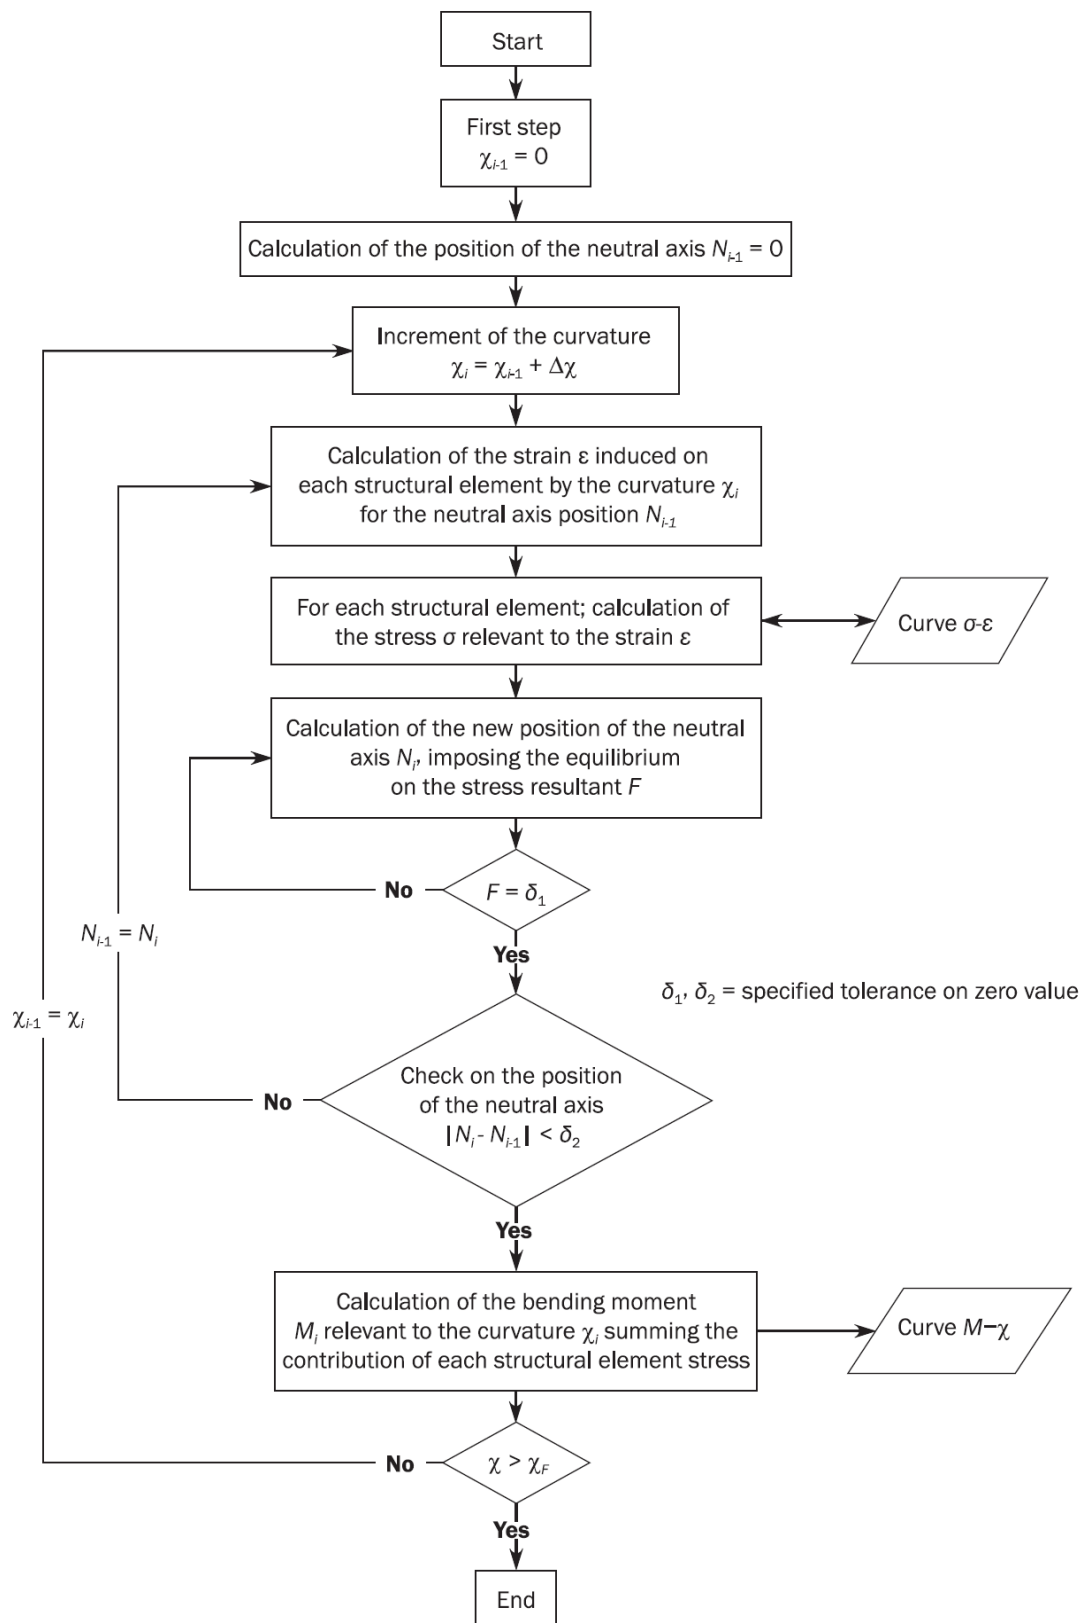 Start
First step
χi-1 = 0
Calculation of the position of the neutral axis Ni-1 = 0
Increment of the curvature
χi = χi-1 + Δχ
Calculation of the strain ε induced on
each structural element by the curvature χi
for the neutral axis position Ni-1
For each structural element; calculation of
the stress σ relevant to the strain ε
Curve σ-ε
Calculation of the new position of the neutral
axis Ni, imposing the equilibrium
on the stress resultant F
No
F = δ1
Ni-1 = Ni
Yes
δ1, δ2 = specified tolerance on zero value
χi-1 = χi
Check on the position
of the neutral axis
|Ni - Ni-1| < δ2
No
Yes
Calculation of the bending moment
Mi relevant to the curvature χi summing the
contribution of each structural element stress
Curve M–χ
No
χ > χF
Yes
End